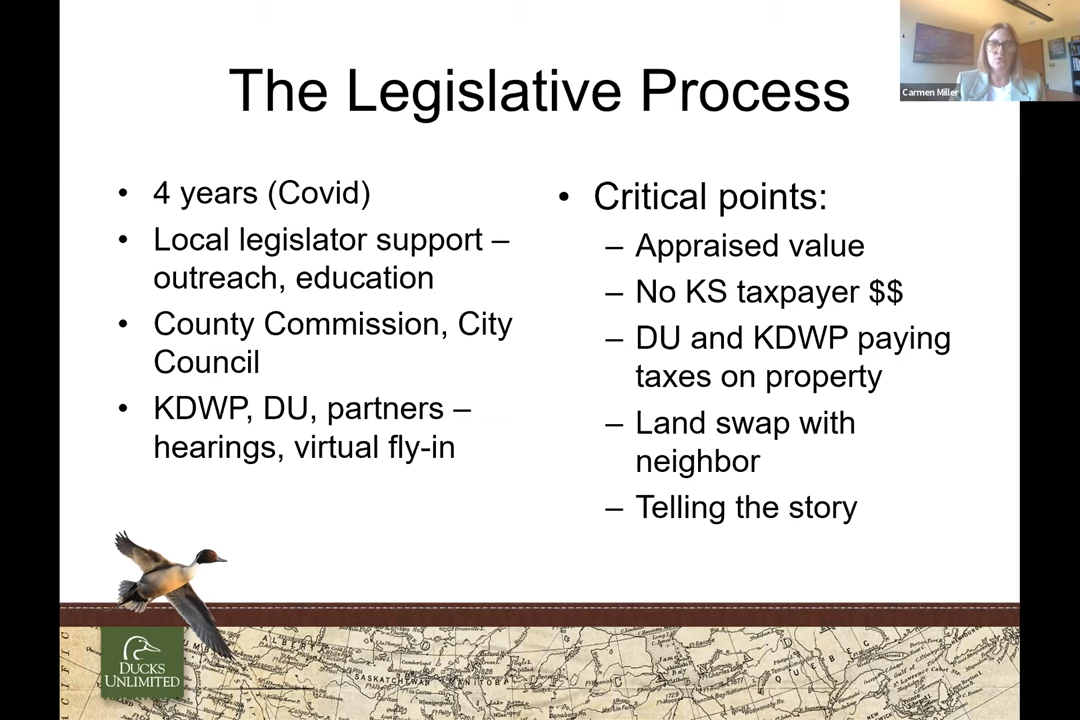 Carmen Miller
The Legislative Process
• 4 years (Covid)
• Local legislator support –
outreach, education
• County Commission, City
Council
• KDWP, DU, partners –
hearings, virtual fly-in
• Critical points:
– Appraised value
– No KS taxpayer $$
– DU and KDWP paying
taxes on property
– Land swap with
neighbor
– Telling the story
DUCKS
UNLIMITED
SASKATCHEWAN
MANITOBA